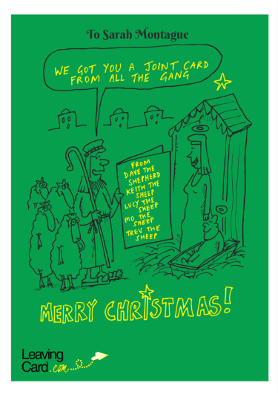 To Sarah Montague
WE GOT YOU A JOINT CARD
FROM ALL THE GANG
FROM
DAVE THE
SHEPHERD
KEITH THE
SHEEP
LUCY THE
SHEEP
MO THE
SHEEP
TREV THE
SHEEP
MERRY CHRISTMAS!
Leaving
Card.com